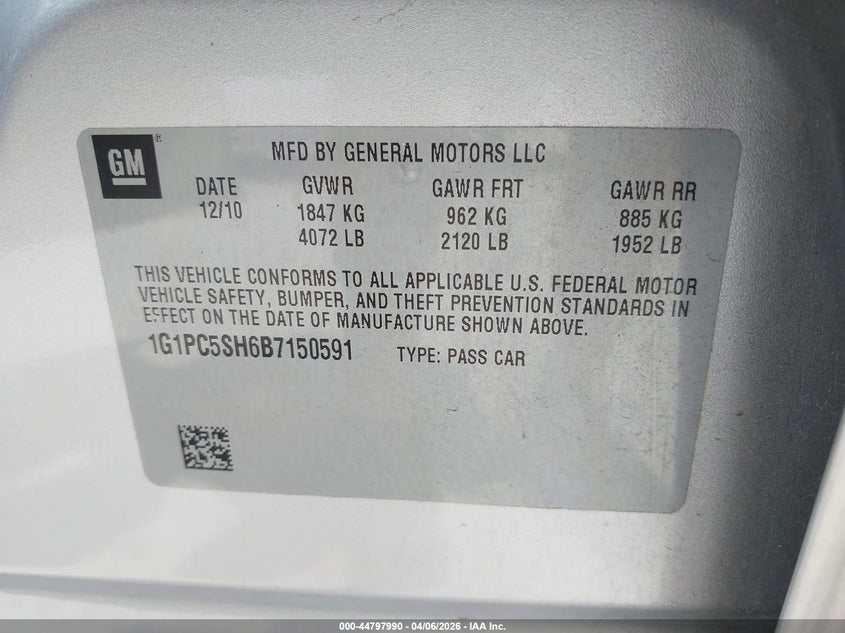 GM®
MFD BY GENERAL MOTORS LLC
DATE GVWR GAWR FRT GAWR RR
12/10 1847 KG 962 KG 885 KG
4072 LB 2120 LB 1952 LB
THIS VEHICLE CONFORMS TO ALL APPLICABLE U.S. FEDERAL MOTOR
VEHICLE SAFETY, BUMPER, AND THEFT PREVENTION STANDARDS IN
EFFECT ON THE DATE OF MANUFACTURE SHOWN ABOVE.
1G1PC5SH6B7150591 TYPE: PASS CAR
000-44797990 - 04/06/2026 - IAA Inc.